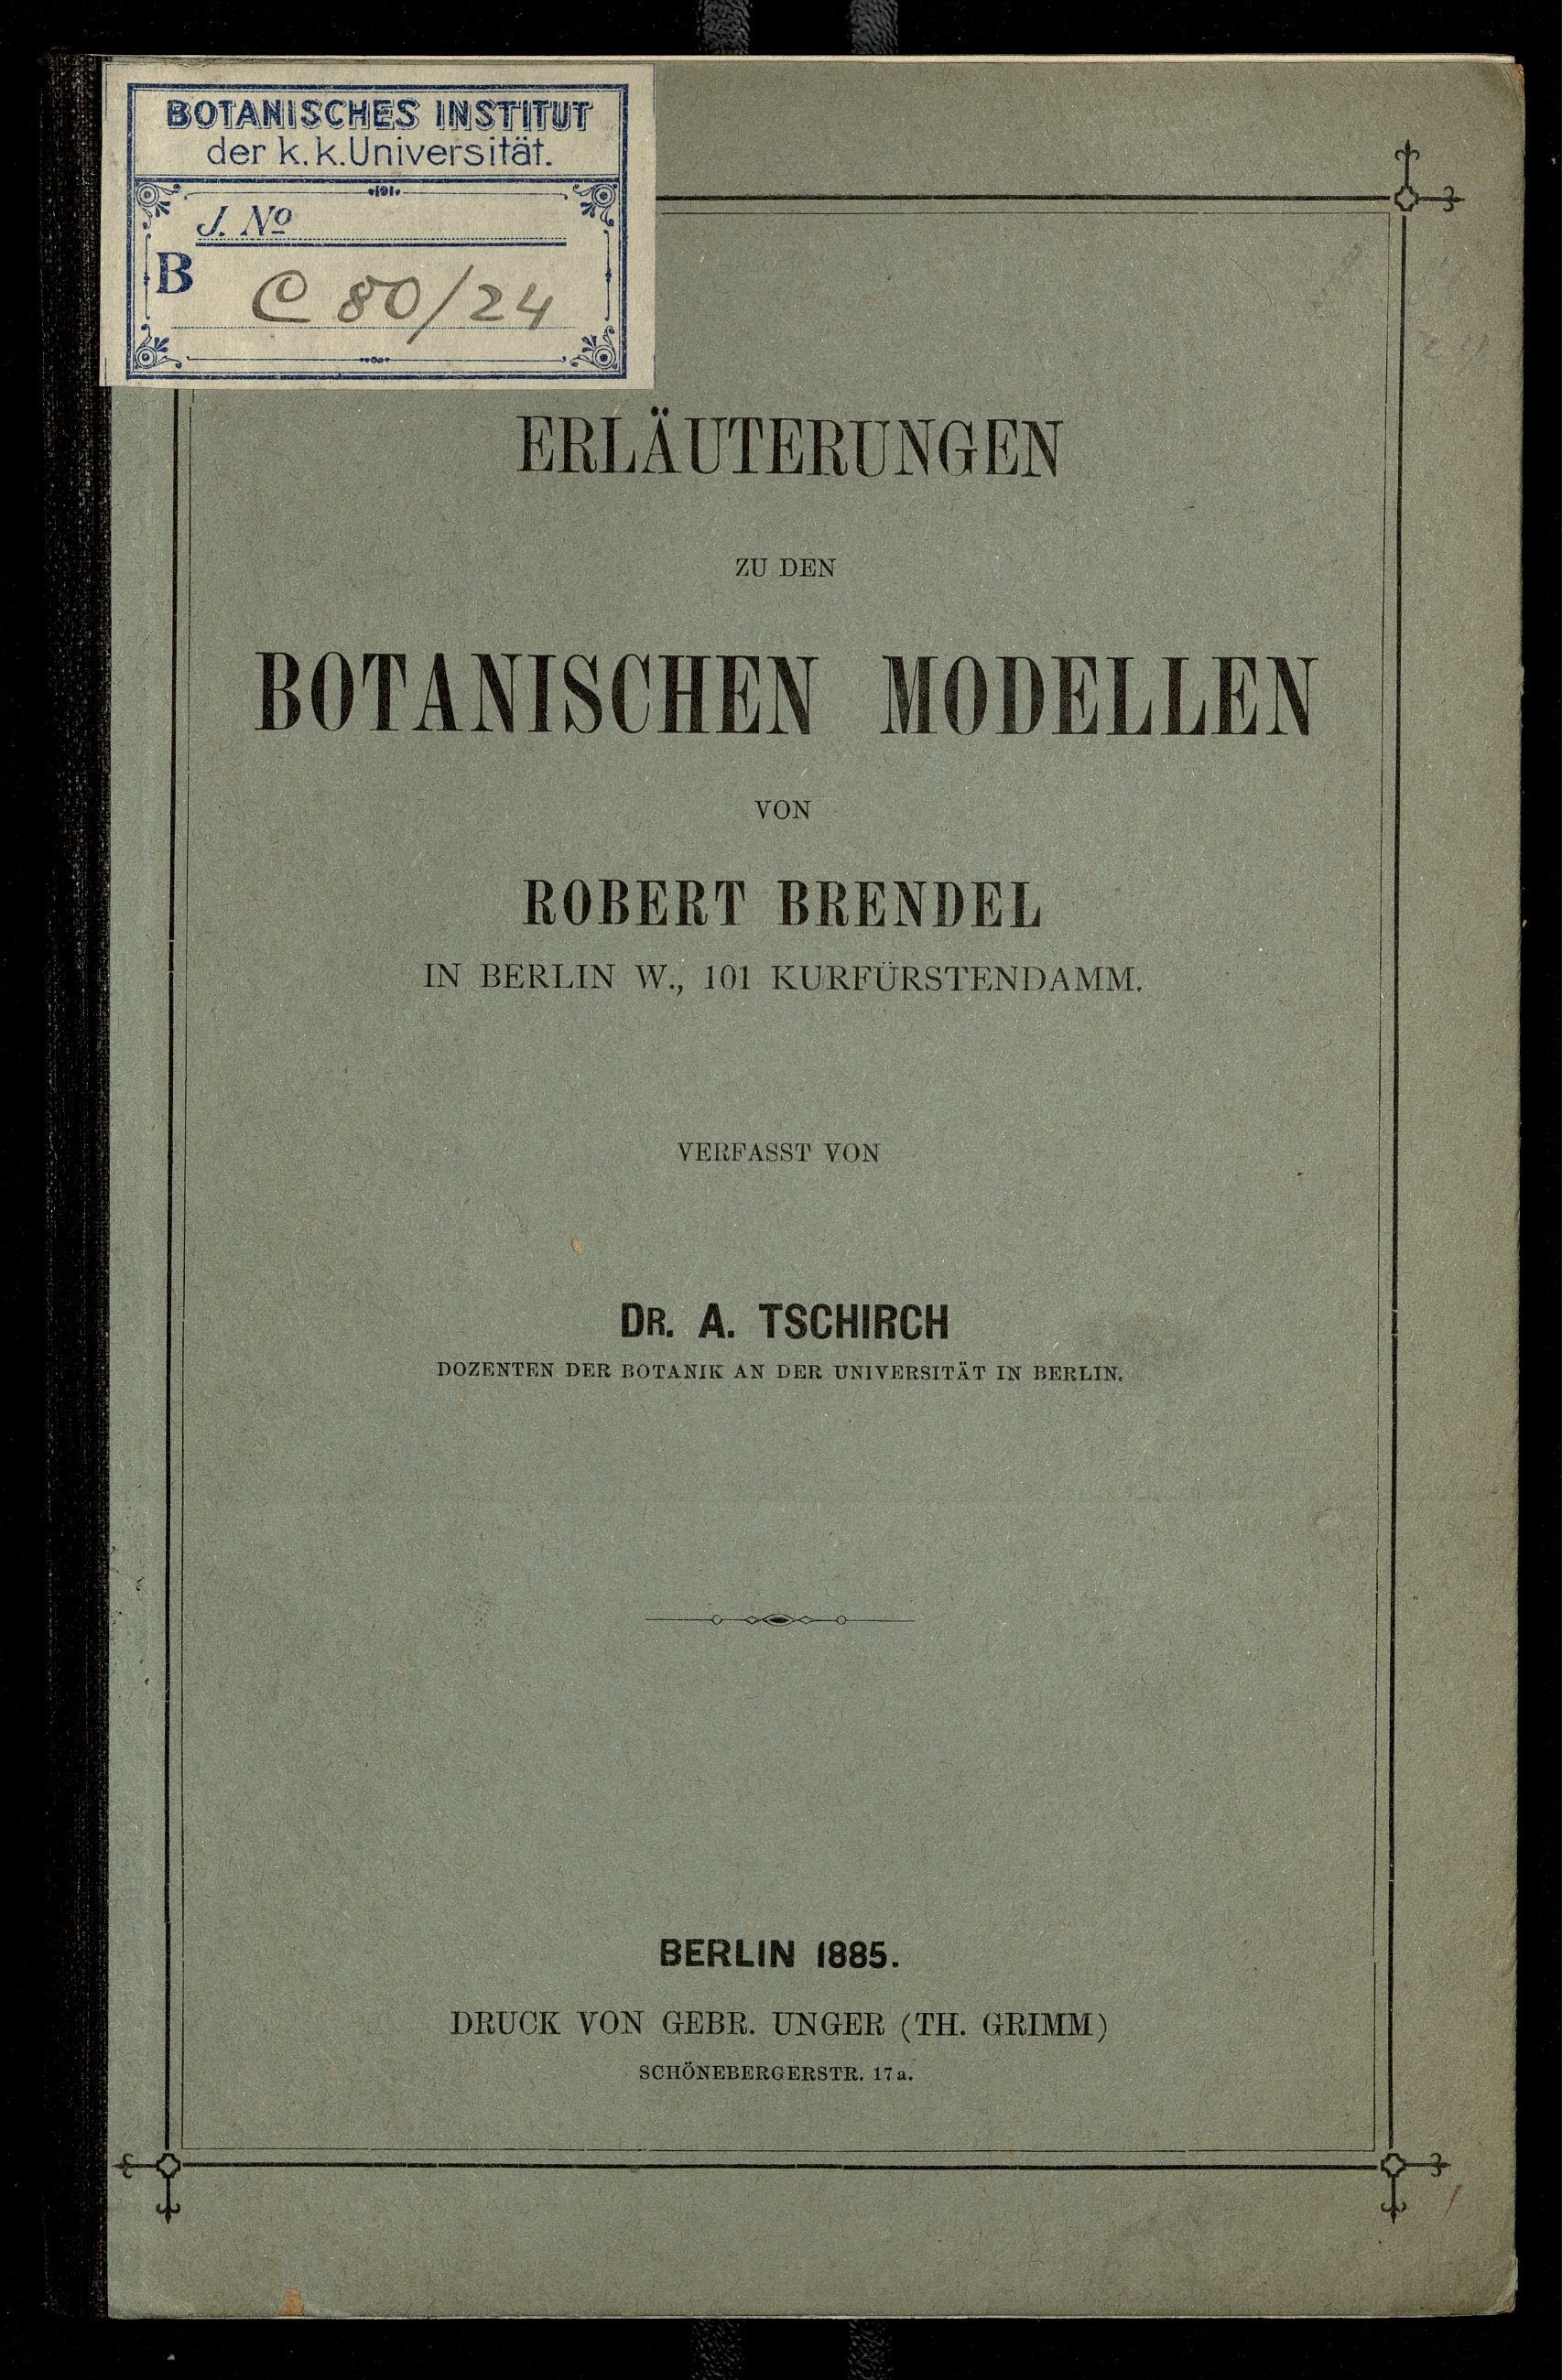 BOTANISCHES INSTITUT
der k. k. Universität.
J. Nº
B C 80/24
ERLÄUTERUNGEN
ZU DEN
BOTANISCHEN MODELLEN
VON
ROBERT BRENDEL
IN BERLIN W., 101 KURFÜRSTENDAMM.
VERFASST VON
DR. A. TSCHIRCH
DOZENTEN DER BOTANIK AN DER UNIVERSITÄT IN BERLIN.
BERLIN 1885.
DRUCK VON GEBR. UNGER (TH. GRIMM)
SCHÖNEBERGERSTR. 17a.